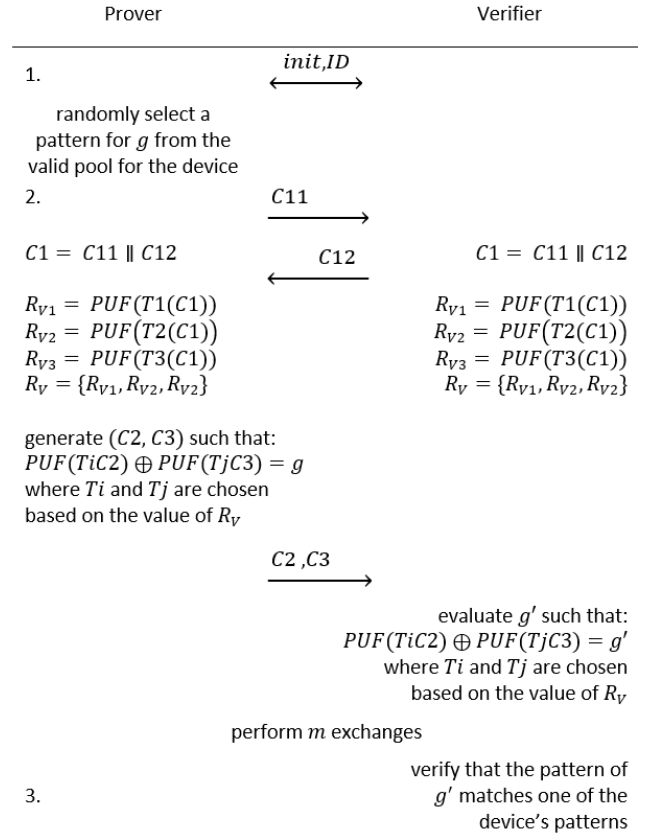 Prover Verifier
1. init,ID
randomly select a
pattern for g from the
valid pool for the device
2. C11
C1 = C11 ∥ C12 C12 C1 = C11 ∥ C12
R_V1 = PUF(T1(C1)) R_V1 = PUF(T1(C1))
R_V2 = PUF(T2(C1)) R_V2 = PUF(T2(C1))
R_V3 = PUF(T3(C1)) R_V3 = PUF(T3(C1))
R_V = {R_V1, R_V2, R_V2} R_V = {R_V1, R_V2, R_V2}
generate (C2, C3) such that:
PUF(TiC2) ⊕ PUF(TjC3) = g
where Ti and Tj are chosen
based on the value of R_V
C2 ,C3
evaluate g′ such that:
PUF(TiC2) ⊕ PUF(TjC3) = g′
where Ti and Tj are chosen
based on the value of R_V
perform m exchanges
verify that the pattern of
3. g′ matches one of the
device's patterns